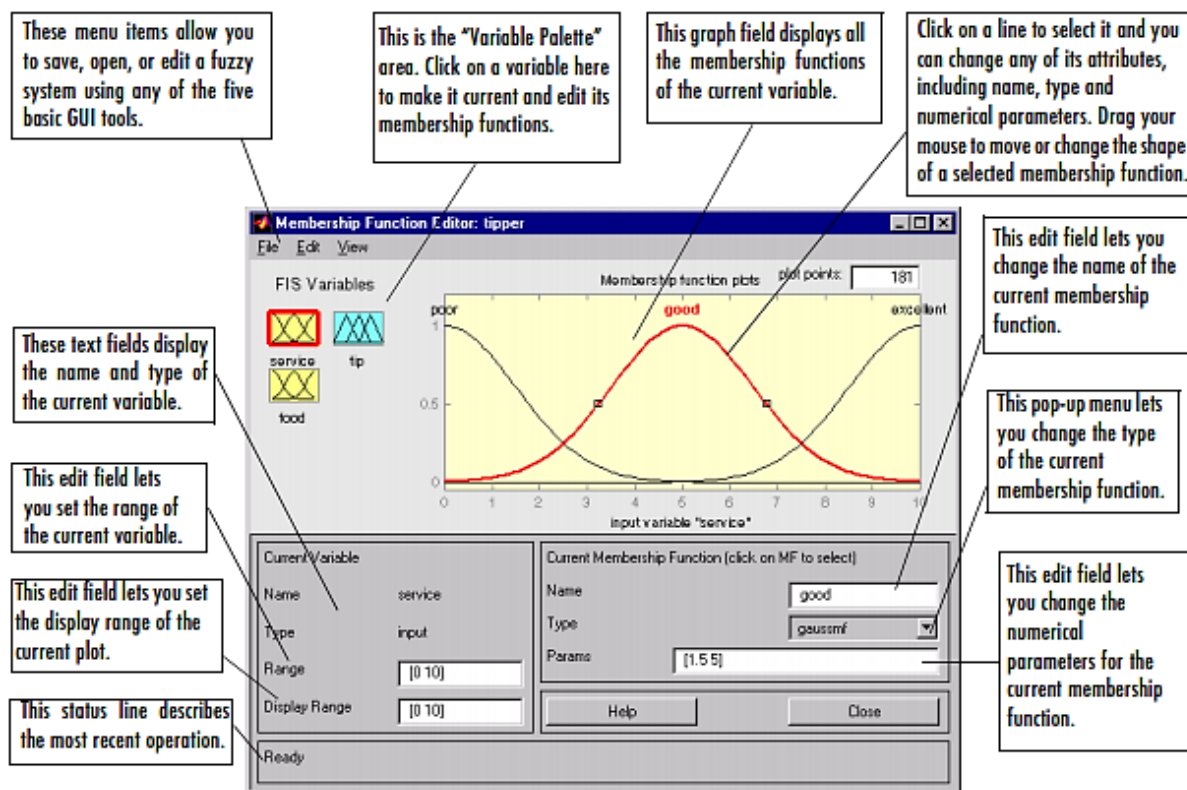 These menu items allow you
to save, open, or edit a fuzzy
system using any of the five
basic GUI tools.
This is the “Variable Palette”
area. Click on a variable here
to make it current and edit its
membership functions.
This graph field displays all
the membership functions
of the current variable.
Click on a line to select it and you
can change any of its attributes,
including name, type and
numerical parameters. Drag your
mouse to move or change the shape
of a selected membership function.
Membership Function Editor: tipper
File Edit View
FIS Variables
service
tip
food
Membership function plots
plot points:
181
poor
good
excellent
1
0.5
0
0 1 2 3 4 5 6 7 8 9 10
input variable "service"
These text fields display
the name and type of
the current variable.
This edit field lets
you set the range of
the current variable.
This edit field lets you set
the display range of the
current plot.
This status line describes
the most recent operation.
Current Variable
Name service
Type input
Range [0 10]
Display Range [0 10]
Current Membership Function (click on MF to select)
Name good
Type gaussmf
Params [1.5 5]
Help
Close
Ready
This edit field lets you
change the name of the
current membership
function.
This pop-up menu lets
you change the type
of the current
membership function.
This edit field lets
you change the
numerical
parameters for the
current membership
function.